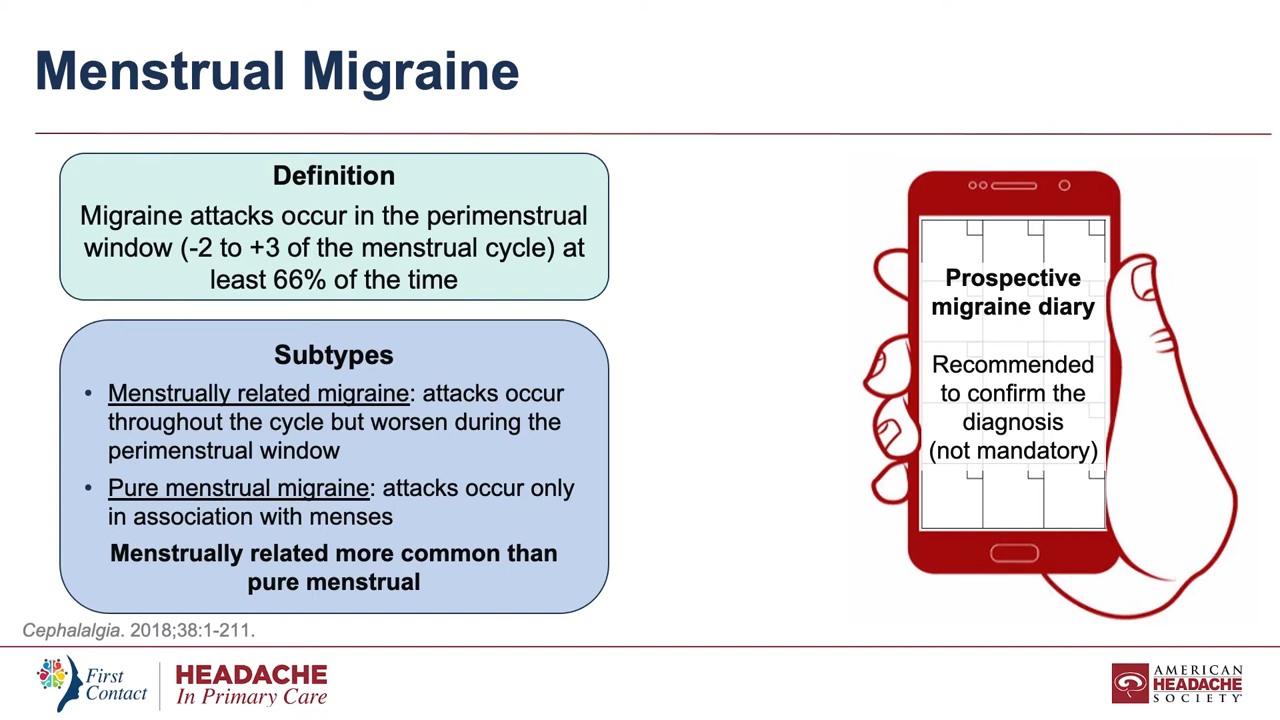 Menstrual Migraine
Definition
Migraine attacks occur in the perimenstrual
window (-2 to +3 of the menstrual cycle) at
least 66% of the time
Subtypes
• Menstrually related migraine: attacks occur
throughout the cycle but worsen during the
perimenstrual window
• Pure menstrual migraine: attacks occur only
in association with menses
Menstrually related more common than
pure menstrual
Prospective
migraine diary
Recommended
to confirm the
diagnosis
(not mandatory)
Cephalalgia. 2018;38:1-211.
First
Contact
HEADACHE
In Primary Care
AMERICAN
HEADACHE
SOCIETY